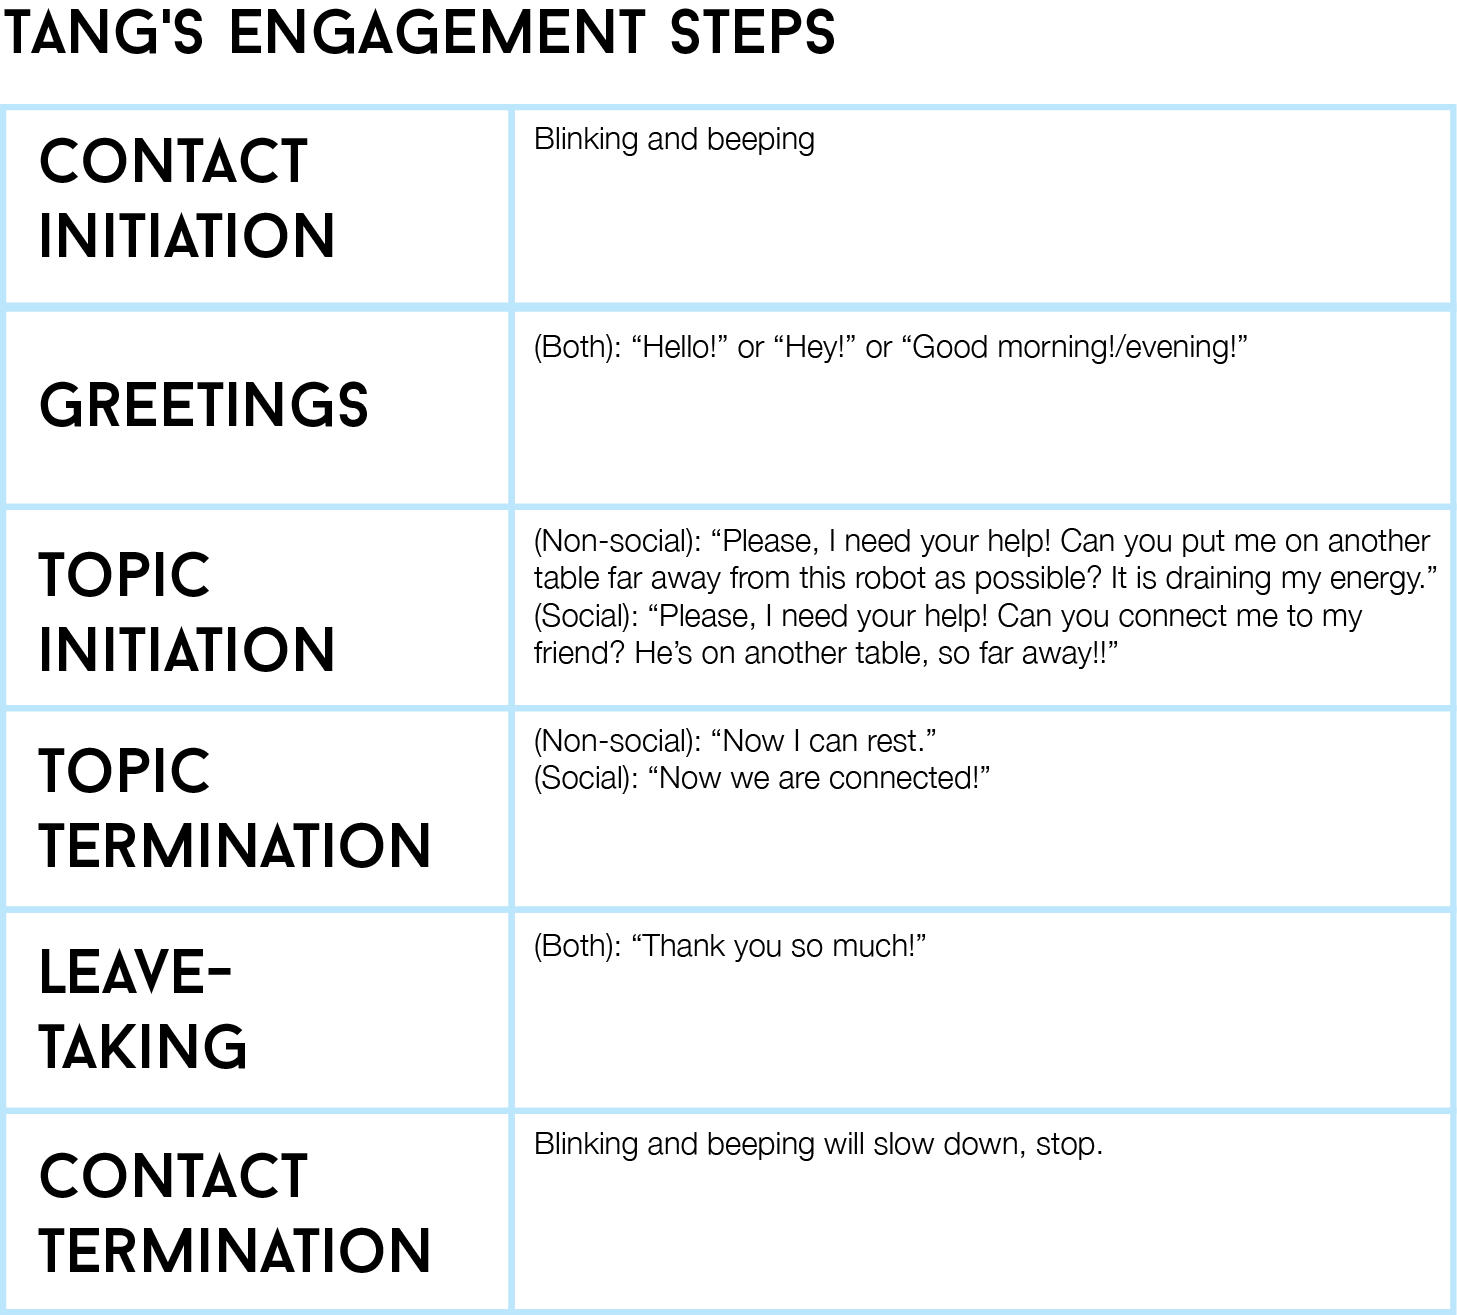 TANG'S ENGAGEMENT STEPS
CONTACT
INITIATION
Blinking and beeping
GREETINGS
(Both): “Hello!” or “Hey!” or “Good morning!/evening!”
TOPIC
INITIATION
(Non-social): “Please, I need your help! Can you put me on another
table far away from this robot as possible? It is draining my energy.”
(Social): “Please, I need your help! Can you connect me to my
friend? He’s on another table, so far away!!”
TOPIC
TERMINATION
(Non-social): “Now I can rest.”
(Social): “Now we are connected!”
LEAVE-
TAKING
(Both): “Thank you so much!”
CONTACT
TERMINATION
Blinking and beeping will slow down, stop.